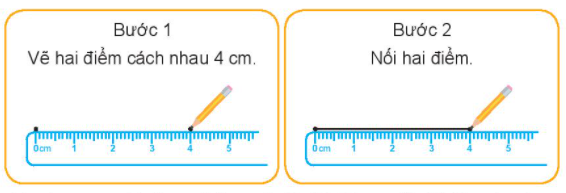 Bước 1
Vẽ hai điểm cách nhau 4 cm.
0cm 1 2 3 4 5
Bước 2
Nối hai điểm.
0cm 1 2 3 4 5